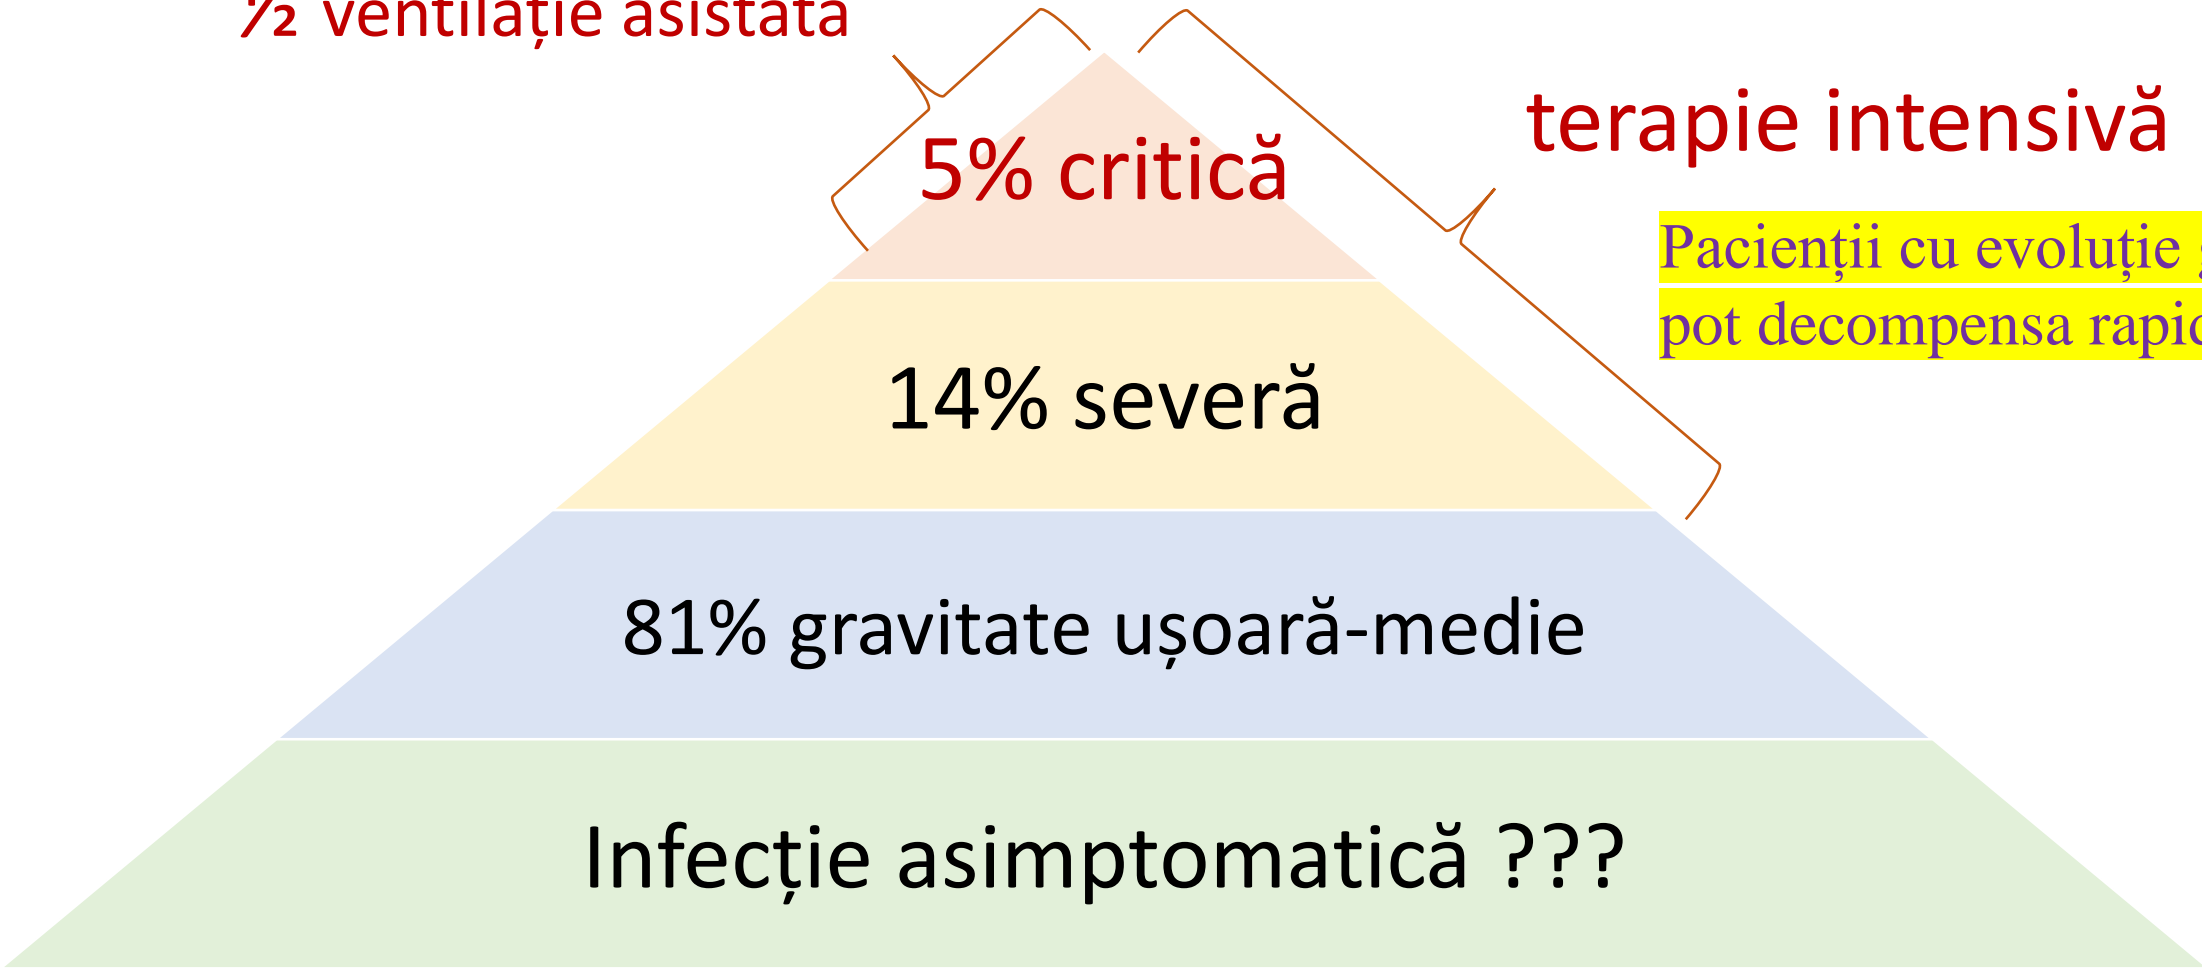 ½ ventilație asistată
terapie intensivă
5% critică
Pacienții cu evoluție
pot decompensa rapid
14% severă
81% gravitate ușoară-medie
Infecție asimptomatică ???